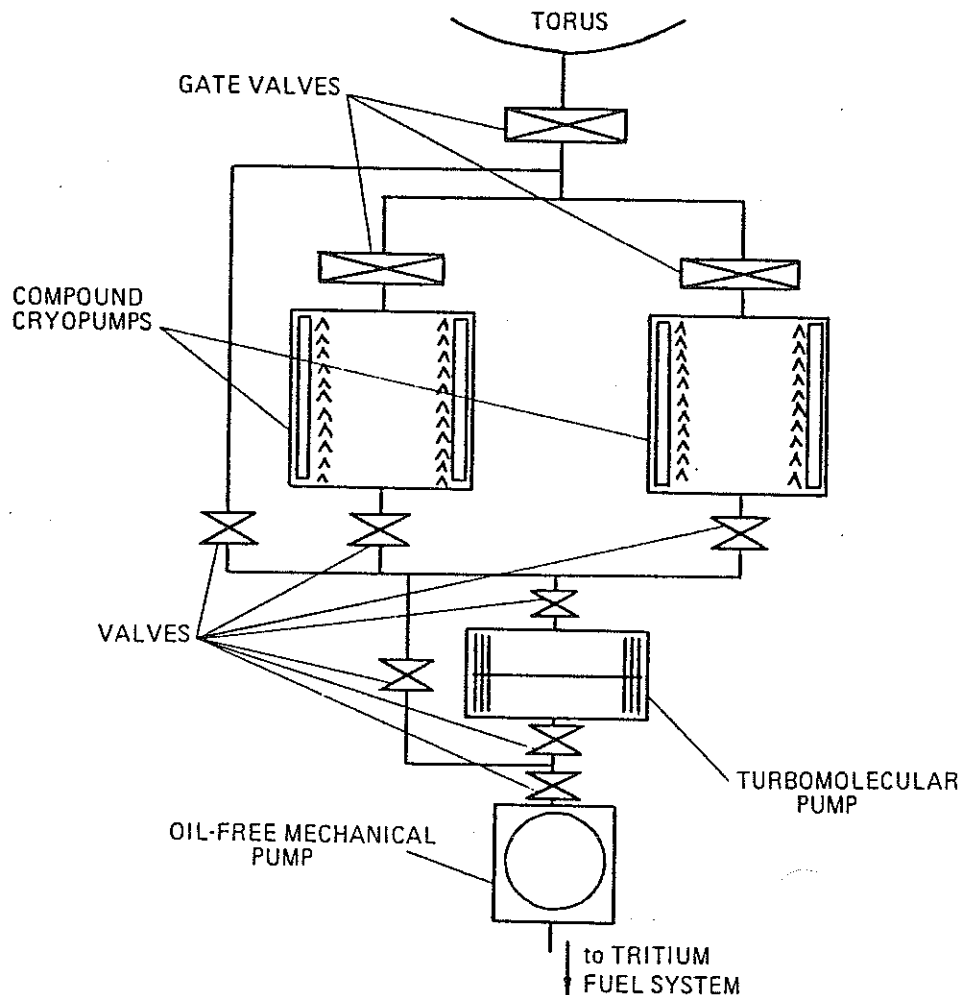 TORUS
GATE VALVES
COMPOUND
CRYOPUMPS
VALVES
TURBOMOLECULAR
PUMP
OIL-FREE MECHANICAL
PUMP
to TRITIUM
FUEL SYSTEM